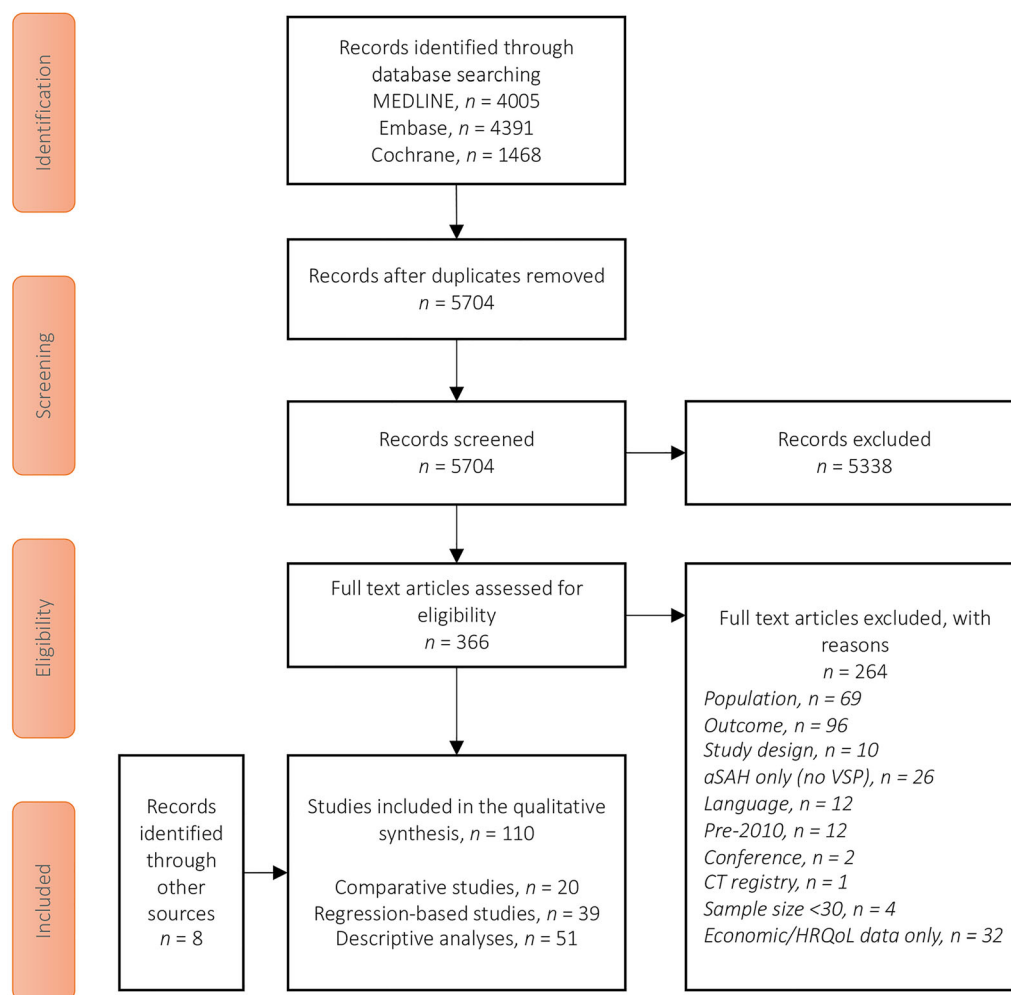 Identification
Records identified through
database searching
MEDLINE, n = 4005
Embase, n = 4391
Cochrane, n = 1468
Records after duplicates removed
n = 5704
Screening
Records screened
n = 5704
Records excluded
n = 5338
Eligibility
Full text articles assessed for
eligibility
n = 366
Full text articles excluded, with
reasons
n = 264
Population, n = 69
Outcome, n = 96
Study design, n = 10
aSAH only (no VSP), n = 26
Language, n = 12
Pre-2010, n = 12
Conference, n = 2
CT registry, n = 1
Sample size <30, n = 4
Economic/HRQoL data only, n = 32
Included
Records
identified
through
other
sources
n = 8
Studies included in the qualitative
synthesis, n = 110
Comparative studies, n = 20
Regression-based studies, n = 39
Descriptive analyses, n = 51